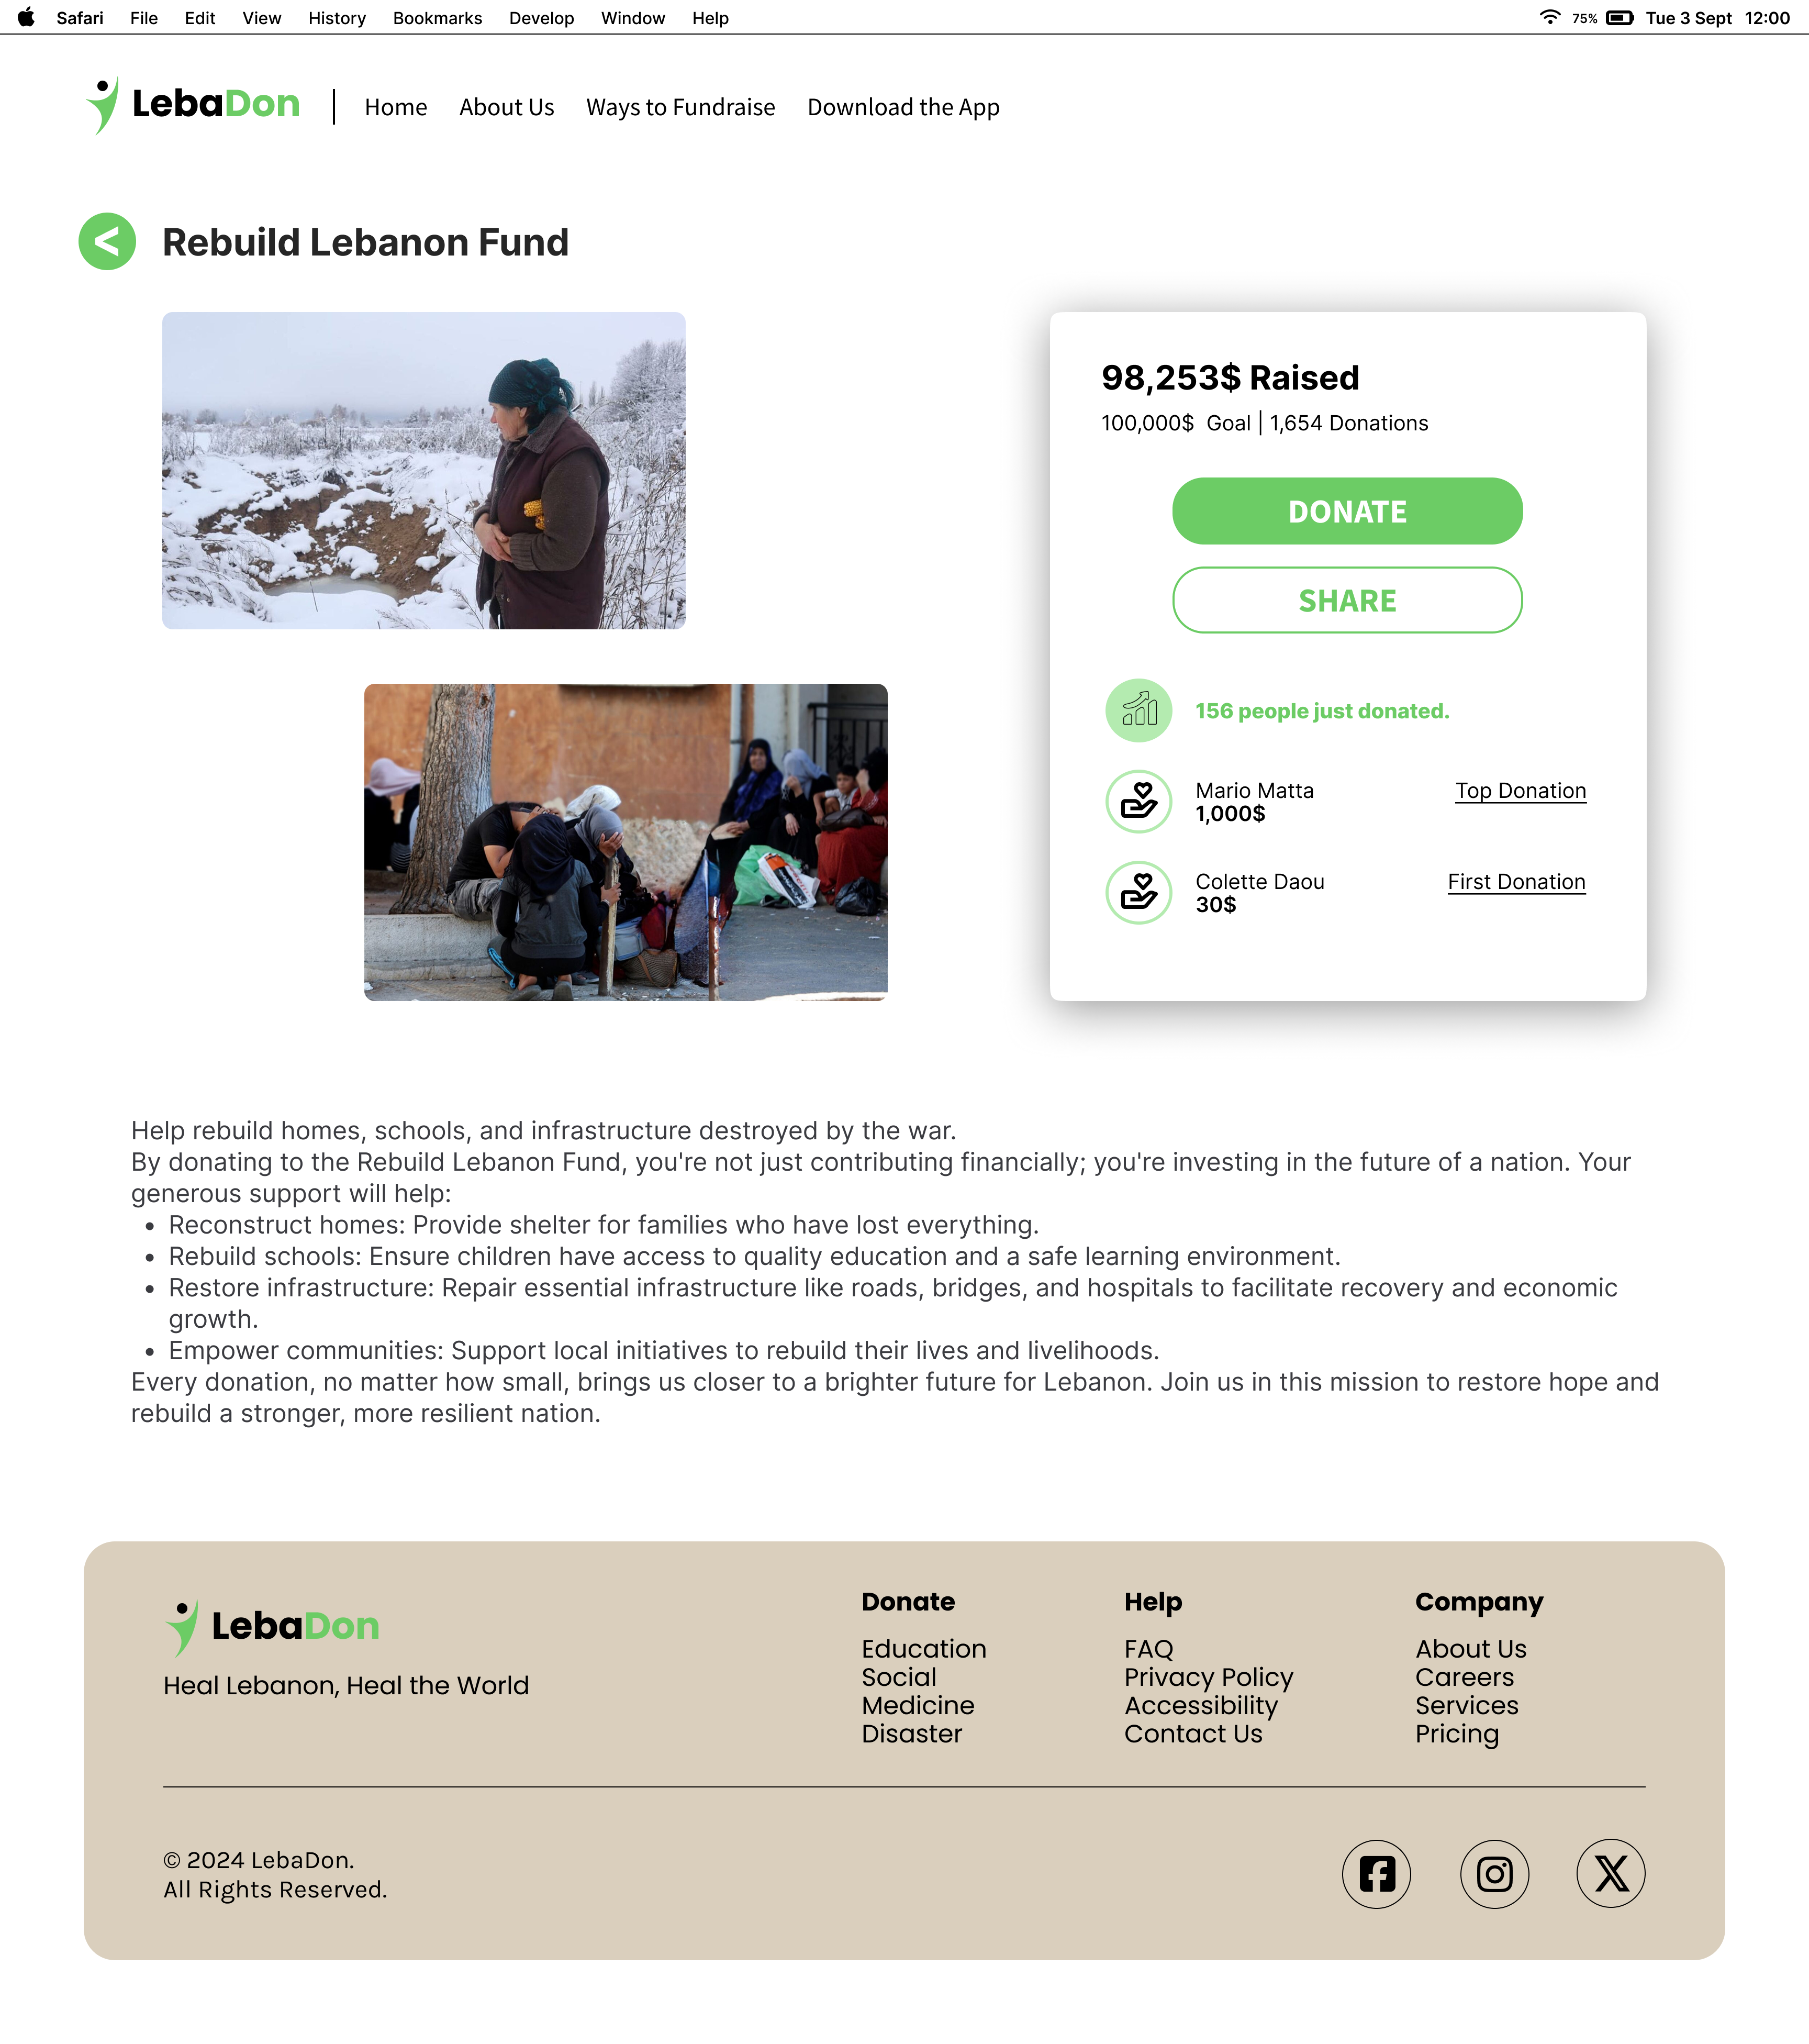 Safari File Edit View History Bookmarks Develop Window Help 75% Tue 3 Sept 12:00
LebaDon Home About Us Ways to Fundraise Download the App
< Rebuild Lebanon Fund
98,253$ Raised
100,000$ Goal | 1,654 Donations
DONATE
SHARE
156 people just donated.
Mario Matta Top Donation
1,000$
Colette Daou First Donation
30$
Help rebuild homes, schools, and infrastructure destroyed by the war.
By donating to the Rebuild Lebanon Fund, you're not just contributing financially; you're investing in the future of a nation. Your
generous support will help:
• Reconstruct homes: Provide shelter for families who have lost everything.
• Rebuild schools: Ensure children have access to quality education and a safe learning environment.
• Restore infrastructure: Repair essential infrastructure like roads, bridges, and hospitals to facilitate recovery and economic
growth.
• Empower communities: Support local initiatives to rebuild their lives and livelihoods.
Every donation, no matter how small, brings us closer to a brighter future for Lebanon. Join us in this mission to restore hope and
rebuild a stronger, more resilient nation.
LebaDon
Heal Lebanon, Heal the World
Donate
Education
Social
Medicine
Disaster
Help
FAQ
Privacy Policy
Accessibility
Contact Us
Company
About Us
Careers
Services
Pricing
© 2024 LebaDon.
All Rights Reserved.